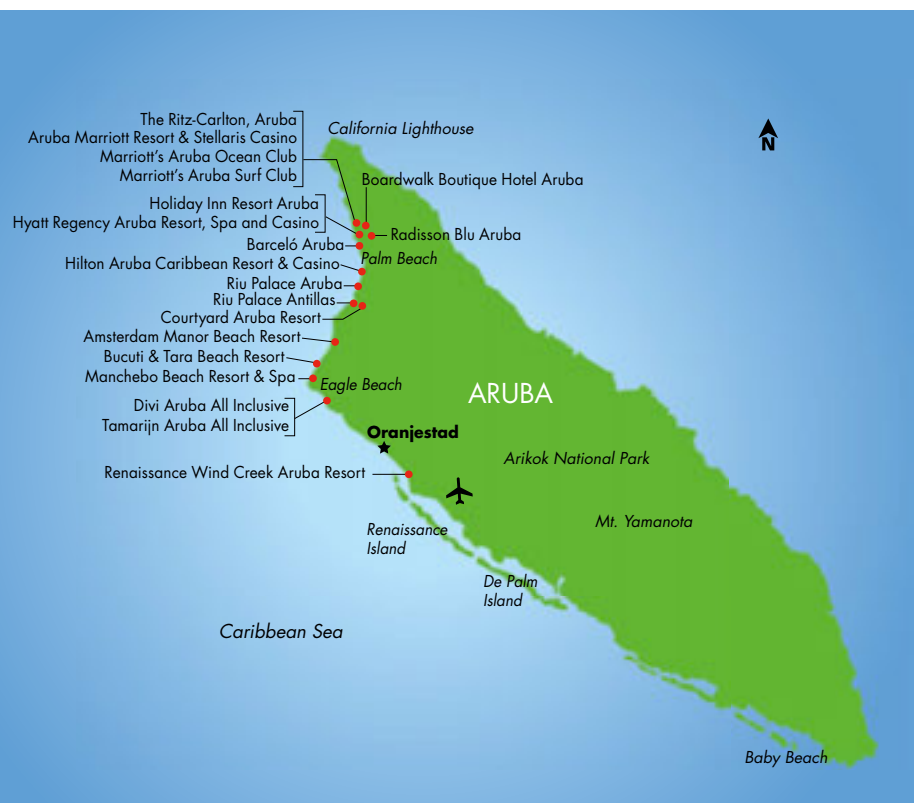 The Ritz-Carlton, Aruba
Aruba Marriott Resort & Stellaris Casino
Marriott's Aruba Ocean Club
Marriott's Aruba Surf Club
California Lighthouse
N
Boardwalk Boutique Hotel Aruba
Holiday Inn Resort Aruba
Hyatt Regency Aruba Resort, Spa and Casino
Radisson Blu Aruba
Barceló Aruba
Palm Beach
Hilton Aruba Caribbean Resort & Casino
Riu Palace Aruba
Riu Palace Antillas
Courtyard Aruba Resort
Amsterdam Manor Beach Resort
Bucuti & Tara Beach Resort
Manchebo Beach Resort & Spa
Eagle Beach
ARUBA
Divi Aruba All Inclusive
Tamarijn Aruba All Inclusive
Oranjestad
Arikok National Park
Renaissance Wind Creek Aruba Resort
Mt. Yamanota
Renaissance
Island
De Palm
Island
Caribbean Sea
Baby Beach